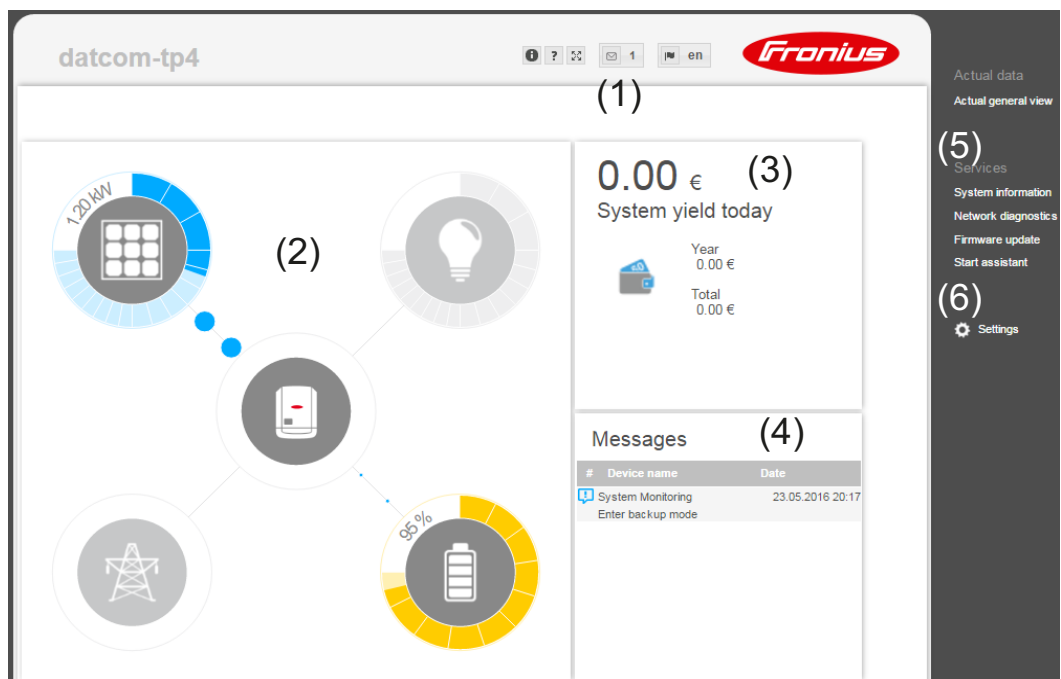 datcom-tp4
i ? 1 en
Fronius
(1)
1,20 kW
(2)
95 %
0.00 €
(3)
System yield today
Year
0.00 €
Total
0.00 €
Messages
(4)
# Device name Date
System Monitoring 23.05.2016 20:17
Enter backup mode
Actual data
Actual general view
(5)
Services
System information
Network diagnostics
Firmware update
Start assistant
(6)
Settings